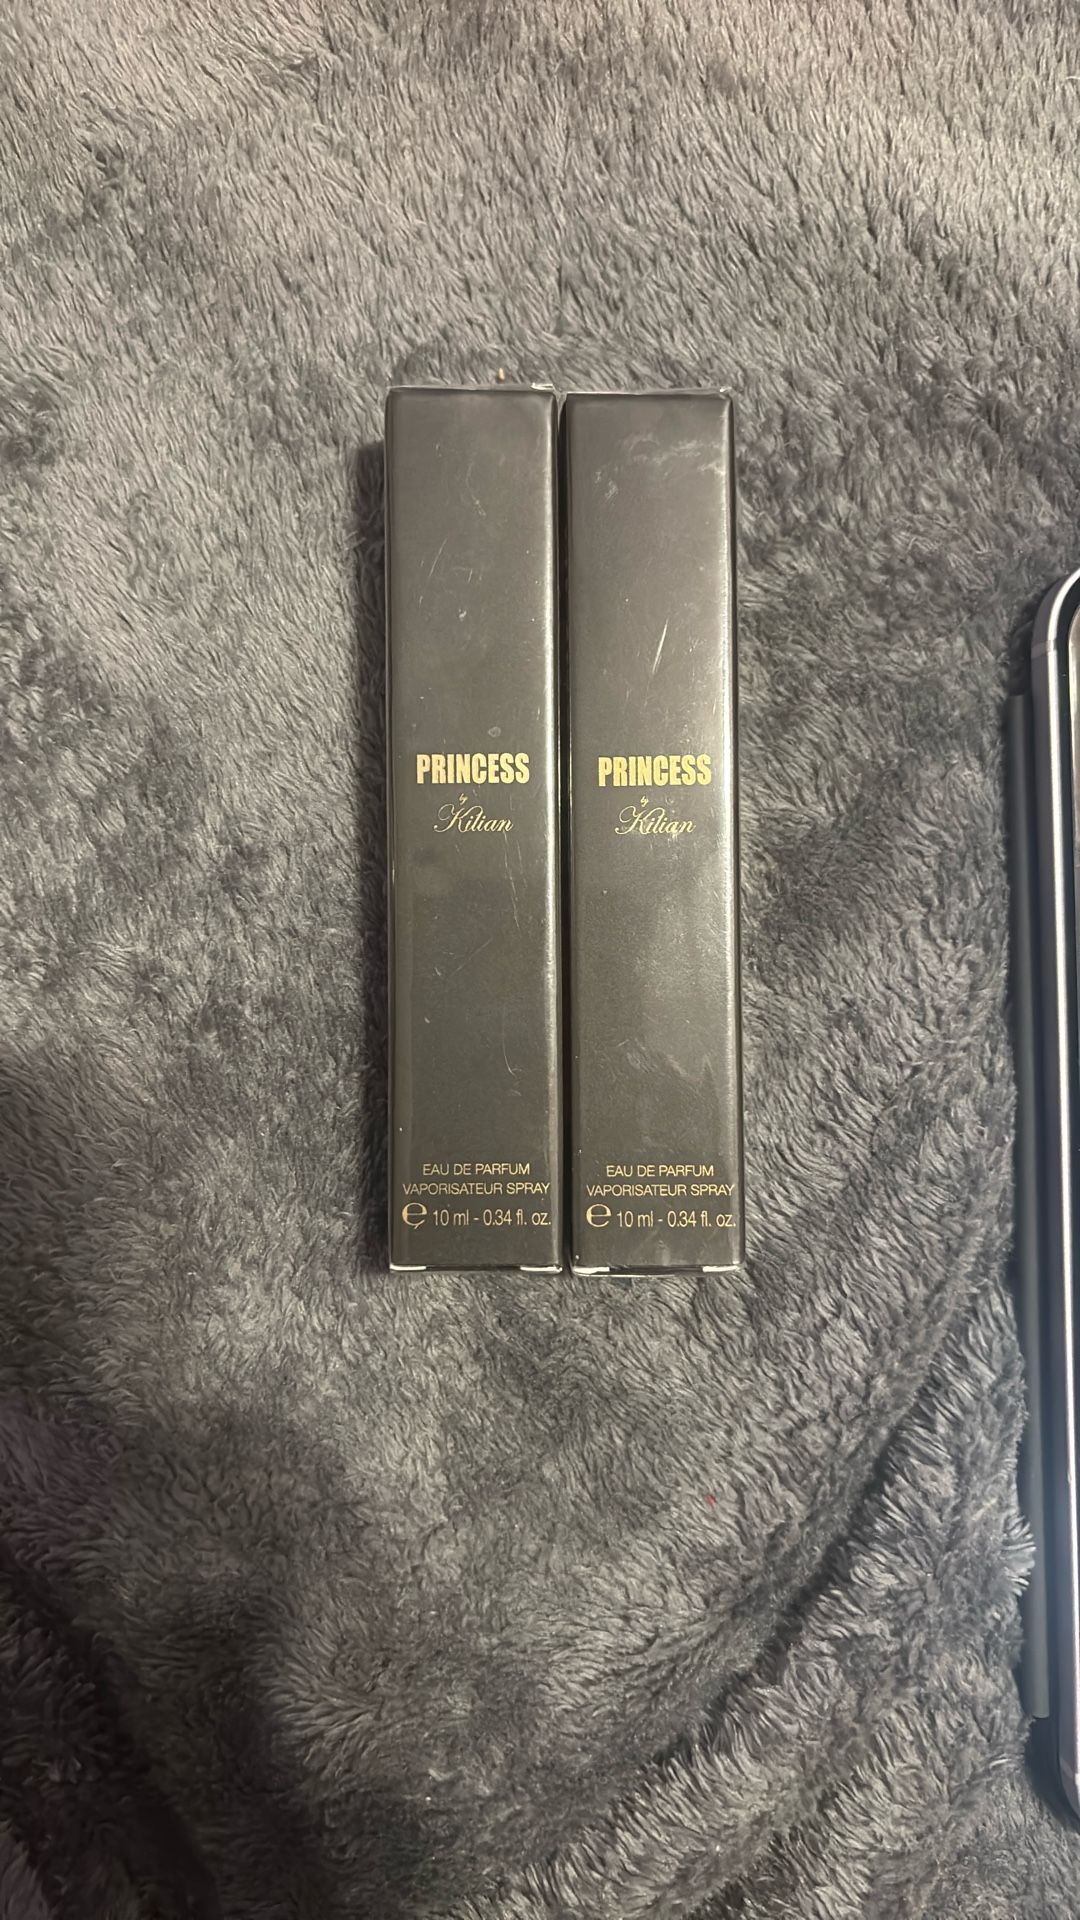 PRINCESS
by
Kilian
EAU DE PARFUM
VAPORISATEUR SPRAY
℮ 10 ml - 0.34 fl. oz.
PRINCESS
by
Kilian
EAU DE PARFUM
VAPORISATEUR SPRAY
℮ 10 ml - 0.34 fl. oz.